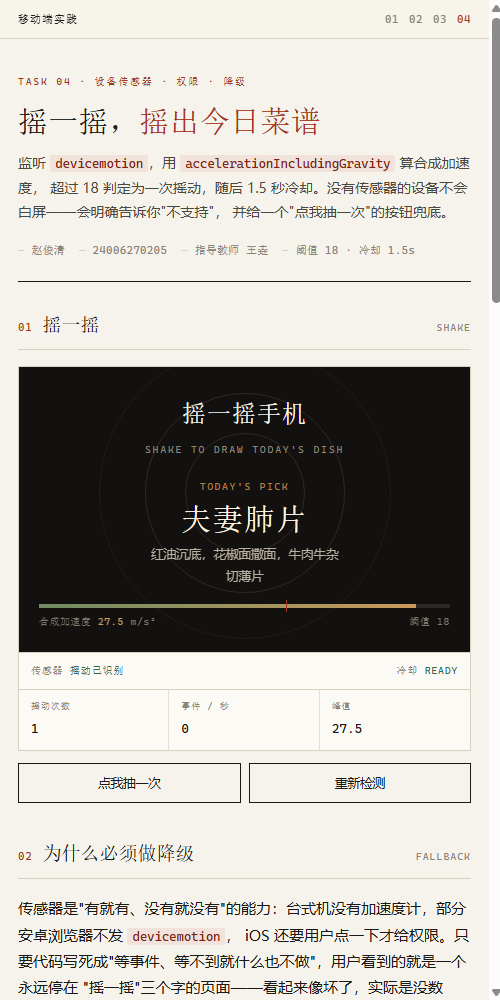 移动端实践
01 02 03 04
TASK 04 · 设备传感器 · 权限 · 降级
摇一摇，摇出今日菜谱
监听 devicemotion，用 accelerationIncludingGravity 算合成加速
度， 超过 18 判定为一次摇动，随后 1.5 秒冷却。没有传感器的设备不会
白屏——会明确告诉你"不支持"， 并给一个"点我抽一次"的按钮兜底。
— 赵俊清 — 24006270205 — 指导教师 王垚 — 阈值 18 · 冷却 1.5s
01 摇一摇
SHAKE
摇一摇手机
SHAKE TO DRAW TODAY'S DISH
TODAY'S PICK
夫妻肺片
红油沉底，花椒面撒面，牛肉牛杂
切薄片
合成加速度 27.5 m/s²
阈值 18
传感器 摇动已识别
冷却 READY
摇动次数
1
事件 / 秒
0
峰值
27.5
点我抽一次
重新检测
02 为什么必须做降级
FALLBACK
传感器是"有就有、没有就没有"的能力：台式机没有加速度计，部分
安卓浏览器不发 devicemotion， iOS 还要用户点一下才给权限。只
要代码写死成"等事件、等不到就什么也不做"，用户看到的就是一个
永远停在 "摇一摇"三个字的页面——看起来像坏了，实际是没数